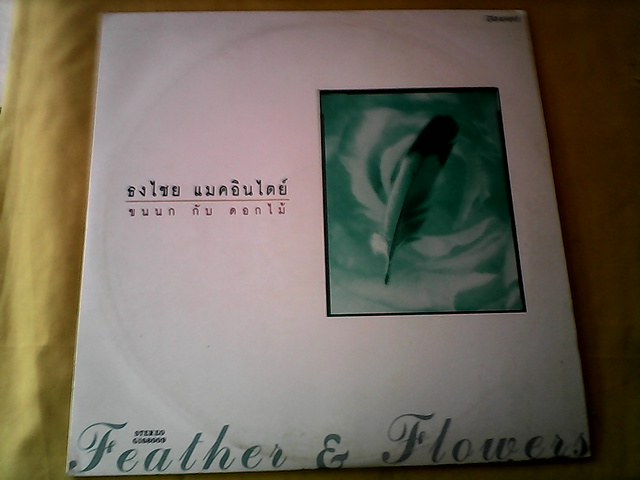 ธงไชย แมคอินไตย์
ขนนก กับ ดอกไม้
STEREO
Feather & Flowers